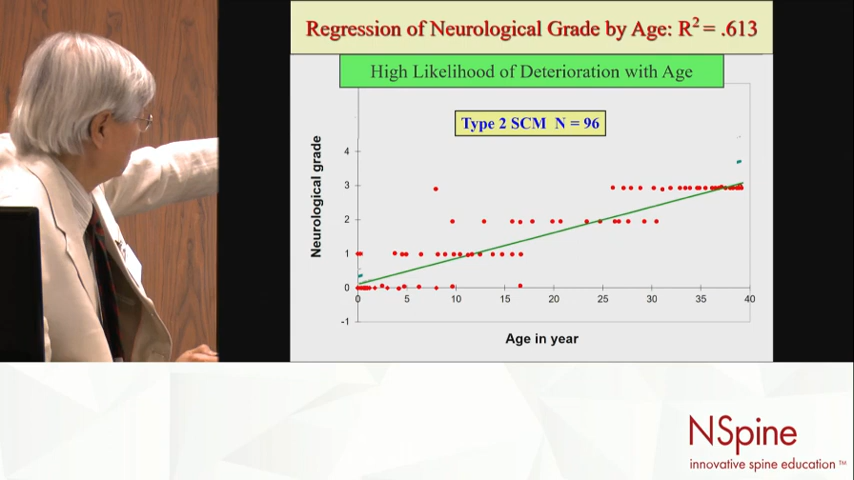 Regression of Neurological Grade by Age: R² = .613
High Likelihood of Deterioration with Age
Type 2 SCM N = 96
Neurological grade
4
3
2
1
0
-1
0 5 10 15 20 25 30 35 40
Age in year
NSpine
innovative spine education ™